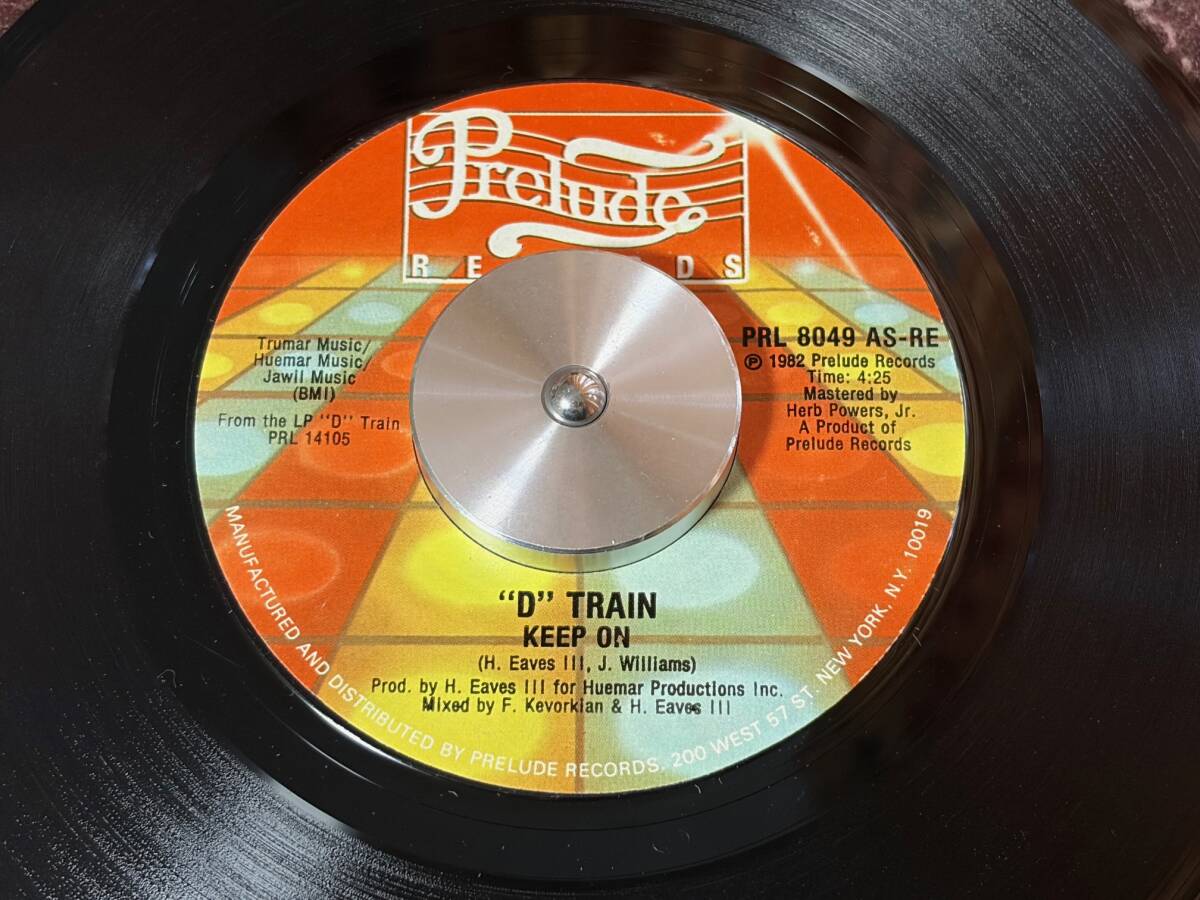 Prelude
RE DS
Trumar Music/
Huemar Music/
Jawil Music
(BMI)
From the LP "D" Train
PRL 14105
PRL 8049 AS-RE
Ⓟ 1982 Prelude Records
Time: 4:25
Mastered by
Herb Powers, Jr.
A Product of
Prelude Records
"D" TRAIN
KEEP ON
(H. Eaves III, J. Williams)
Prod. by H. Eaves III for Huemar Productions Inc.
Mixed by F. Kevorkian & H. Eaves III
MANUFACTURED AND DISTRIBUTED BY PRELUDE RECORDS, 200 WEST 57 ST. NEW YORK, N.Y. 10019